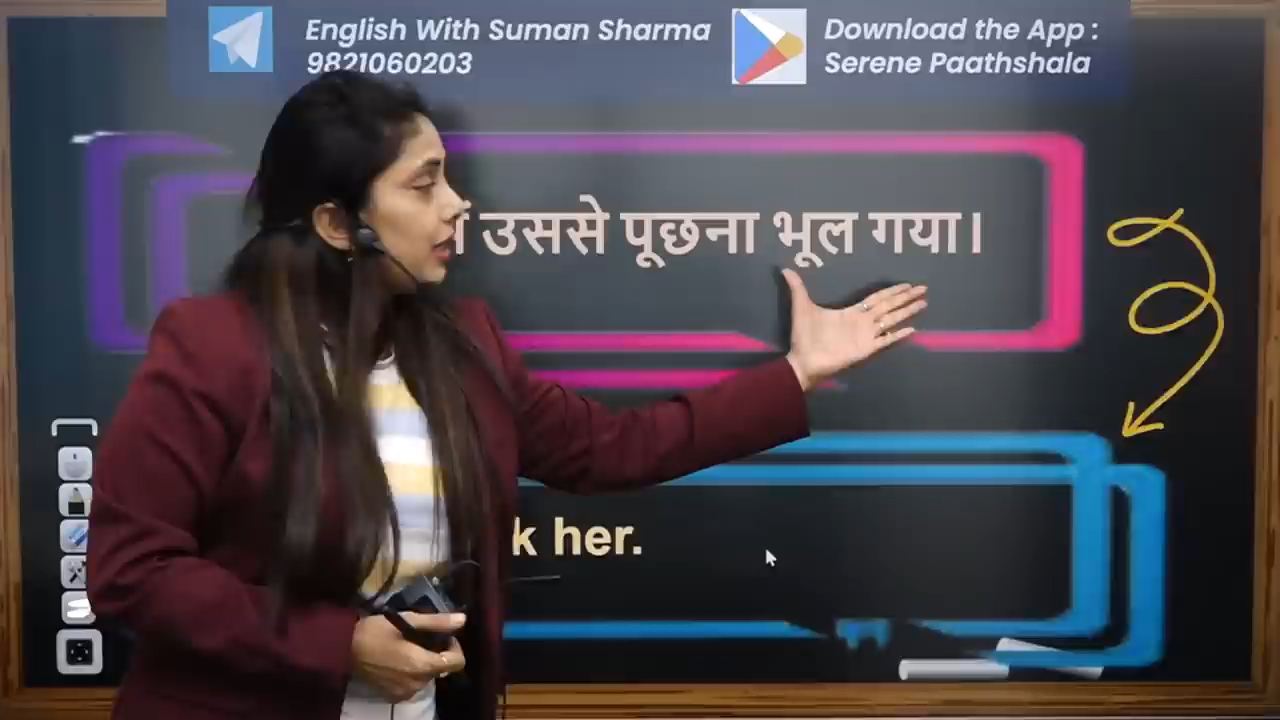 English With Suman Sharma
9821060203
Download the App :
Serene Paathshala
उससे पूछना भूल गया।
her.